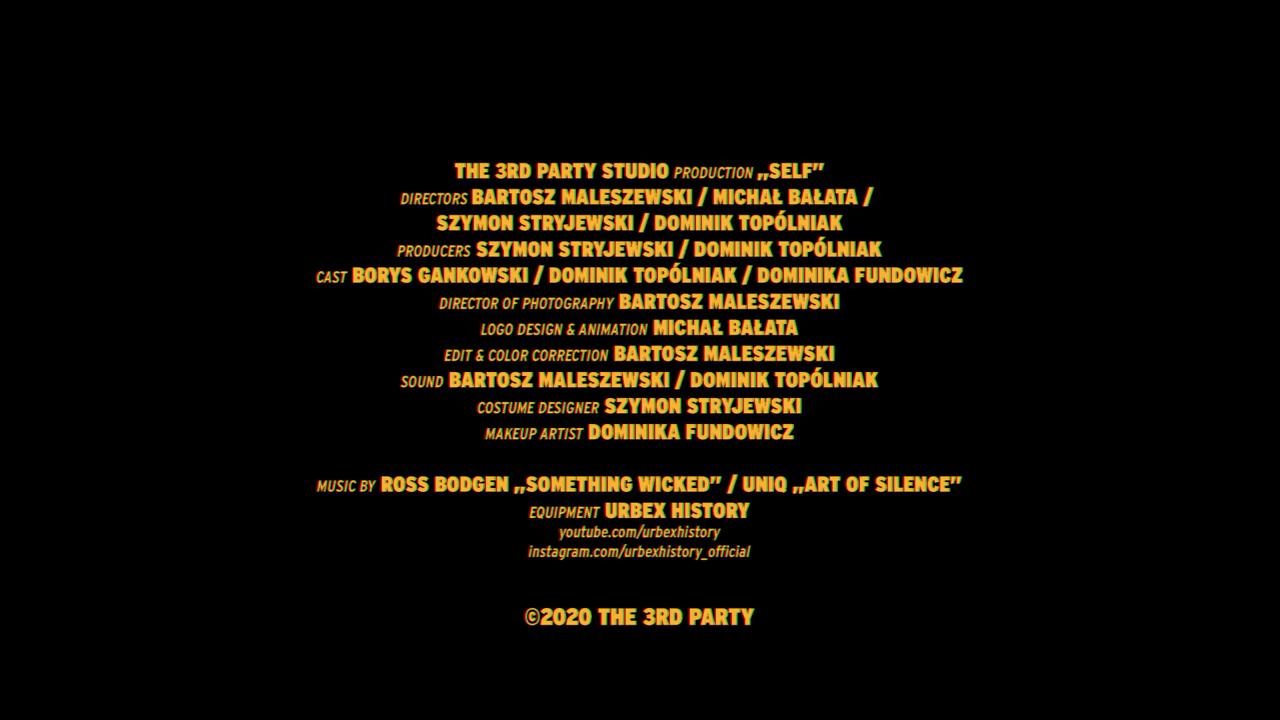 THE 3RD PARTY STUDIO PRODUCTION „SELF”
DIRECTORS BARTOSZ MALESZEWSKI / MICHAŁ BAŁATA /
SZYMON STRYJEWSKI / DOMINIK TOPÓLNIAK
PRODUCERS SZYMON STRYJEWSKI / DOMINIK TOPÓLNIAK
CAST BORYS GANKOWSKI / DOMINIK TOPÓLNIAK / DOMINIKA FUNDOWICZ
DIRECTOR OF PHOTOGRAPHY BARTOSZ MALESZEWSKI
LOGO DESIGN & ANIMATION MICHAŁ BAŁATA
EDIT & COLOR CORRECTION BARTOSZ MALESZEWSKI
SOUND BARTOSZ MALESZEWSKI / DOMINIK TOPÓLNIAK
COSTUME DESIGNER SZYMON STRYJEWSKI
MAKEUP ARTIST DOMINIKA FUNDOWICZ
MUSIC BY ROSS BODGEN „SOMETHING WICKED” / UNIQ „ART OF SILENCE”
EQUIPMENT URBEX HISTORY
youtube.com/urbexhistory
instagram.com/urbexhistory_official
©2020 THE 3RD PARTY